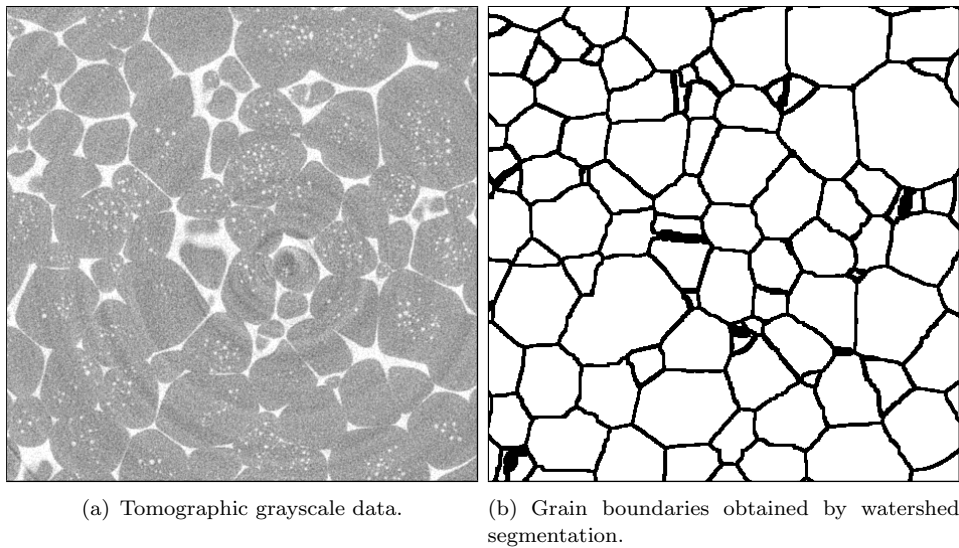 (a) Tomographic grayscale data.
(b) Grain boundaries obtained by watershed
segmentation.